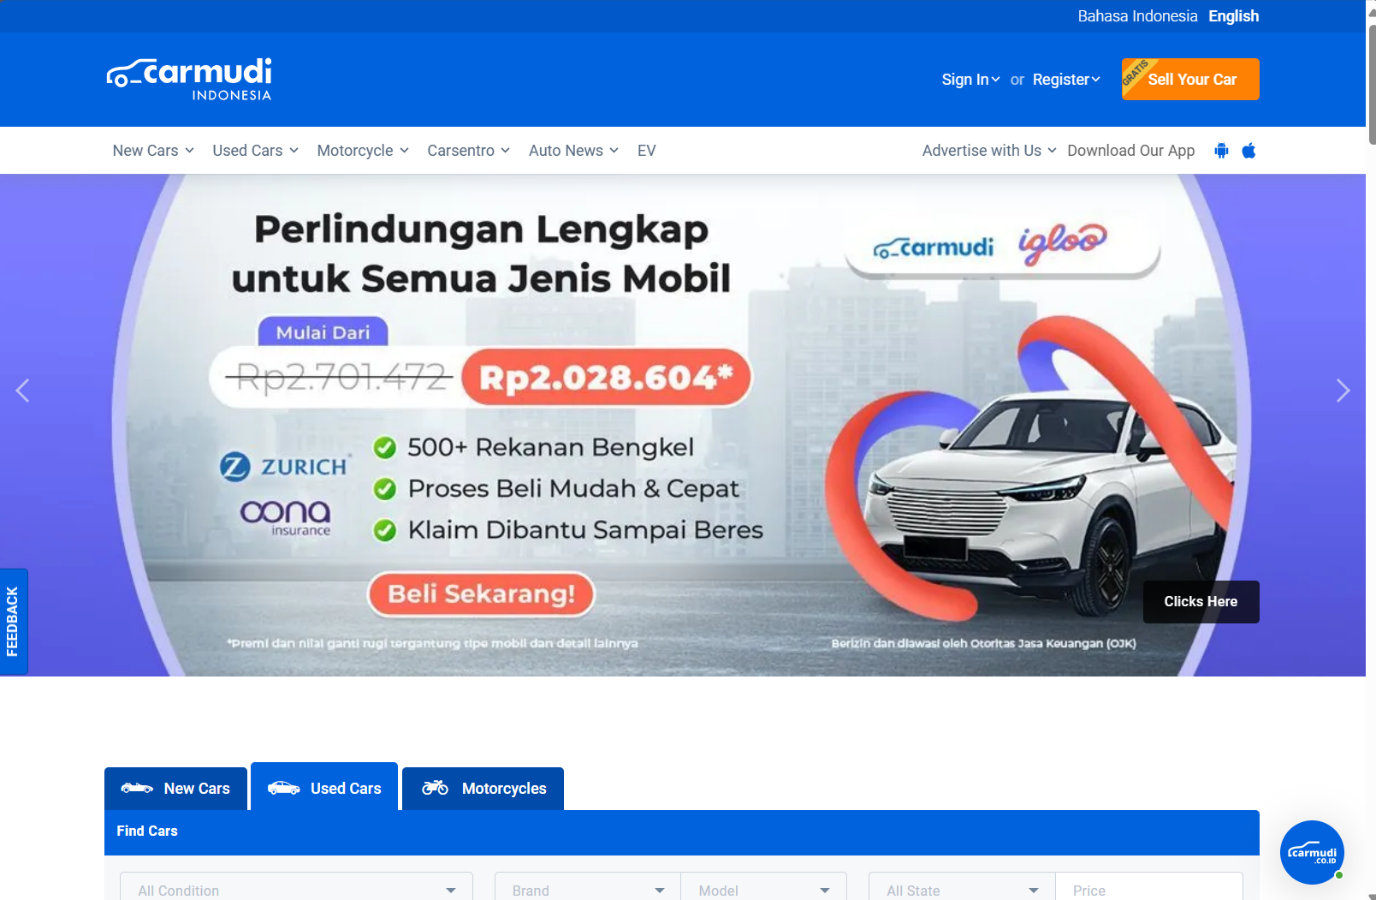 Bahasa Indonesia English
carmudi
INDONESIA
Sign In or Register
GRATIS
Sell Your Car
New Cars Used Cars Motorcycle Carsentro Auto News EV
Advertise with Us Download Our App
Perlindungan Lengkap
untuk Semua Jenis Mobil
carmudi igloo
Mulai Dari
Rp2.701.472 Rp2.028.604*
ZURICH
oona
insurance
500+ Rekanan Bengkel
Proses Beli Mudah & Cepat
Klaim Dibantu Sampai Beres
Beli Sekarang!
Clicks Here
*Premi dan nilai ganti rugi tergantung tipe mobil dan detail lainnya
Berizin dan diawasi oleh Otoritas Jasa Keuangan (OJK)
FEEDBACK
New Cars Used Cars Motorcycles
Find Cars
All Condition Brand Model All State Price
carmudi
.CO.ID